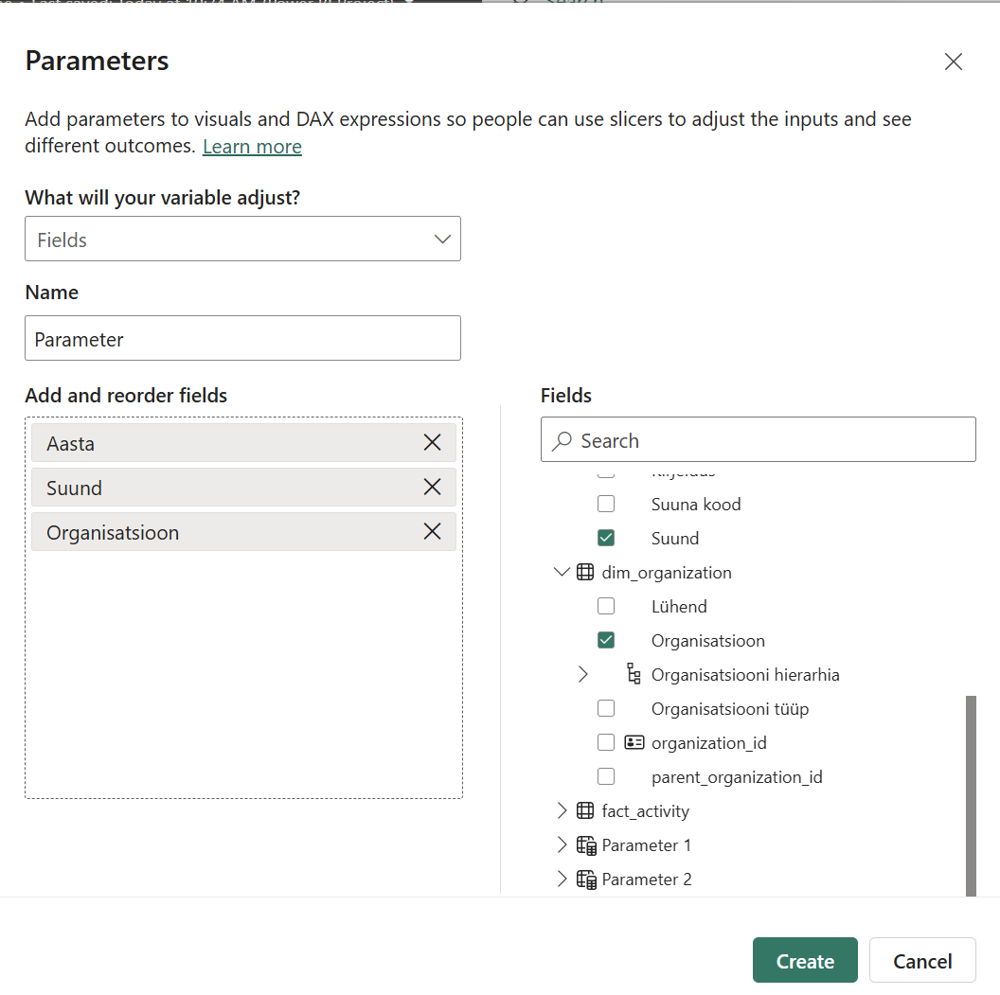 Parameters
Add parameters to visuals and DAX expressions so people can use slicers to adjust the inputs and see
different outcomes. Learn more
What will your variable adjust?
Fields
Name
Parameter
Add and reorder fields
Aasta
Suund
Organisatsioon
Fields
Search
Suuna kood
Suund
dim_organization
Lühend
Organisatsioon
Organisatsiooni hierarhia
Organisatsiooni tüüp
organization_id
parent_organization_id
fact_activity
Parameter 1
Parameter 2
Create
Cancel